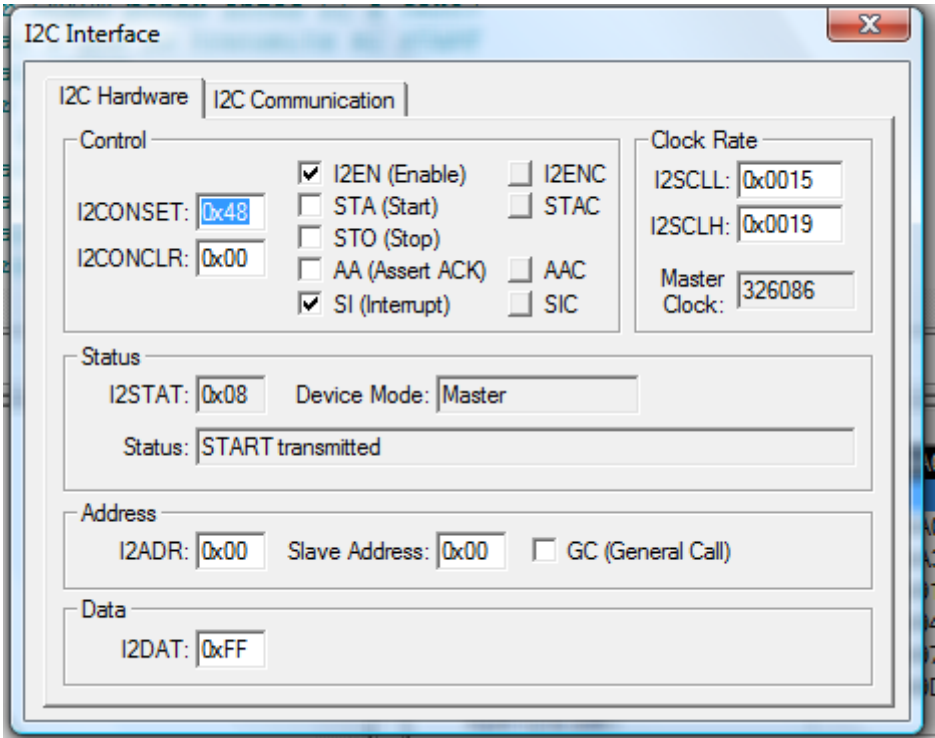 I2C Interface
I2C Hardware
I2C Communication
Control
I2CONSET: 0x48
I2CONCLR: 0x00
I2EN (Enable)
I2ENC
STA (Start)
STAC
STO (Stop)
AA (Assert ACK)
AAC
SI (Interrupt)
SIC
Clock Rate
I2SCLL: 0x0015
I2SCLH: 0x0019
Master
Clock: 326086
Status
I2STAT: 0x08 Device Mode: Master
Status: START transmitted
Address
I2ADR: 0x00 Slave Address: 0x00 GC (General Call)
Data
I2DAT: 0xFF